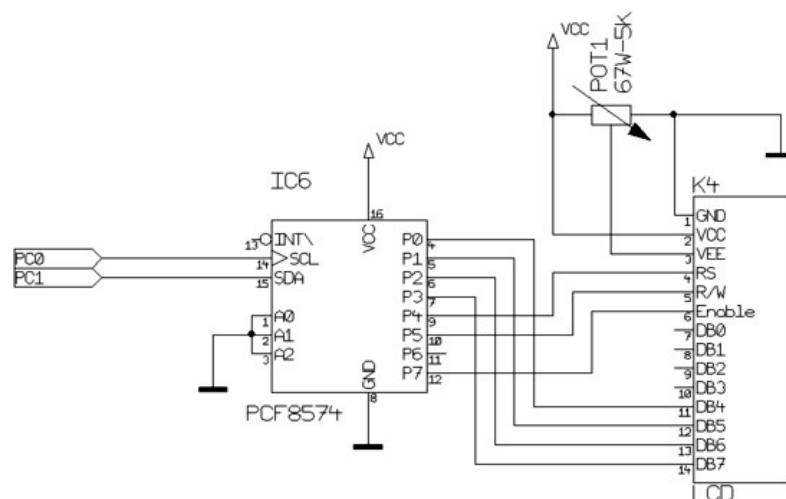 VCC
POT1
67W-5K
VCC
IC6
K4
16
VCC
13 INT\
14 SCL
15 SDA
1 A0
2 A1
3 A2
P0 4
P1 5
P2 6
P3 7
P4 9
P5 10
P6 11
P7 12
GND
8
PCF8574
PC0
PC1
1 GND
2 VCC
3 VEE
4 RS
5 R/W
6 Enable
7 DB0
8 DB1
9 DB2
10 DB3
11 DB4
12 DB5
13 DB6
14 DB7
LCD